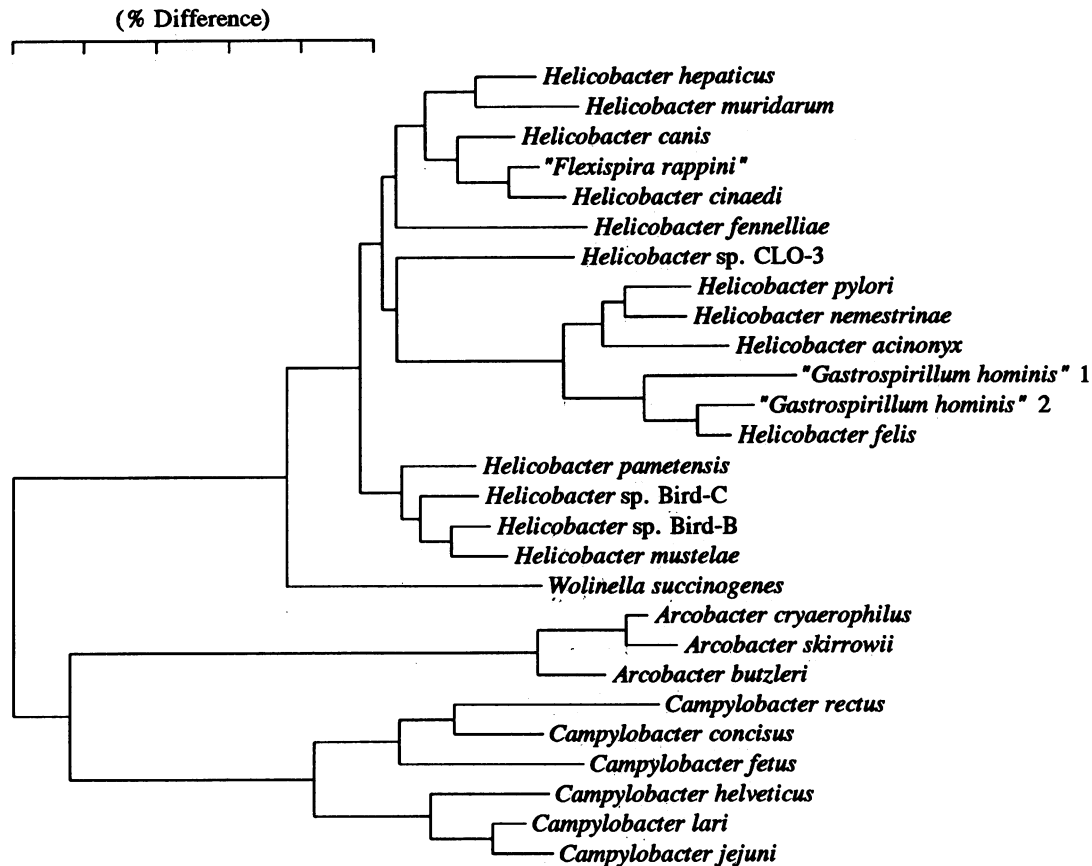 (% Difference)
Helicobacter hepaticus
Helicobacter muridarum
Helicobacter canis
"Flexispira rappini"
Helicobacter cinaedi
Helicobacter fennelliae
Helicobacter sp. CLO-3
Helicobacter pylori
Helicobacter nemestrinae
Helicobacter acinonyx
"Gastrospirillum hominis" 1
"Gastrospirillum hominis" 2
Helicobacter felis
Helicobacter pametensis
Helicobacter sp. Bird-C
Helicobacter sp. Bird-B
Helicobacter mustelae
Wolinella succinogenes
Arcobacter cryaerophilus
Arcobacter skirrowii
Arcobacter butzleri
Campylobacter rectus
Campylobacter concisus
Campylobacter fetus
Campylobacter helveticus
Campylobacter lari
Campylobacter jejuni